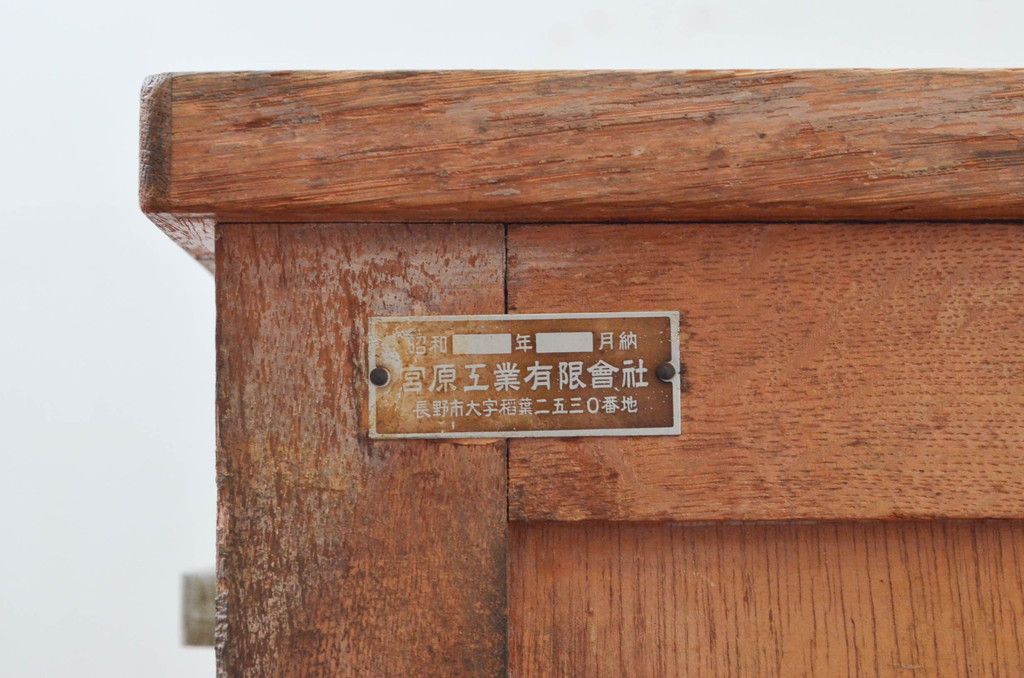 昭和 年 月納
宮原工業有限會社
長野市大字稲葉二五三〇番地